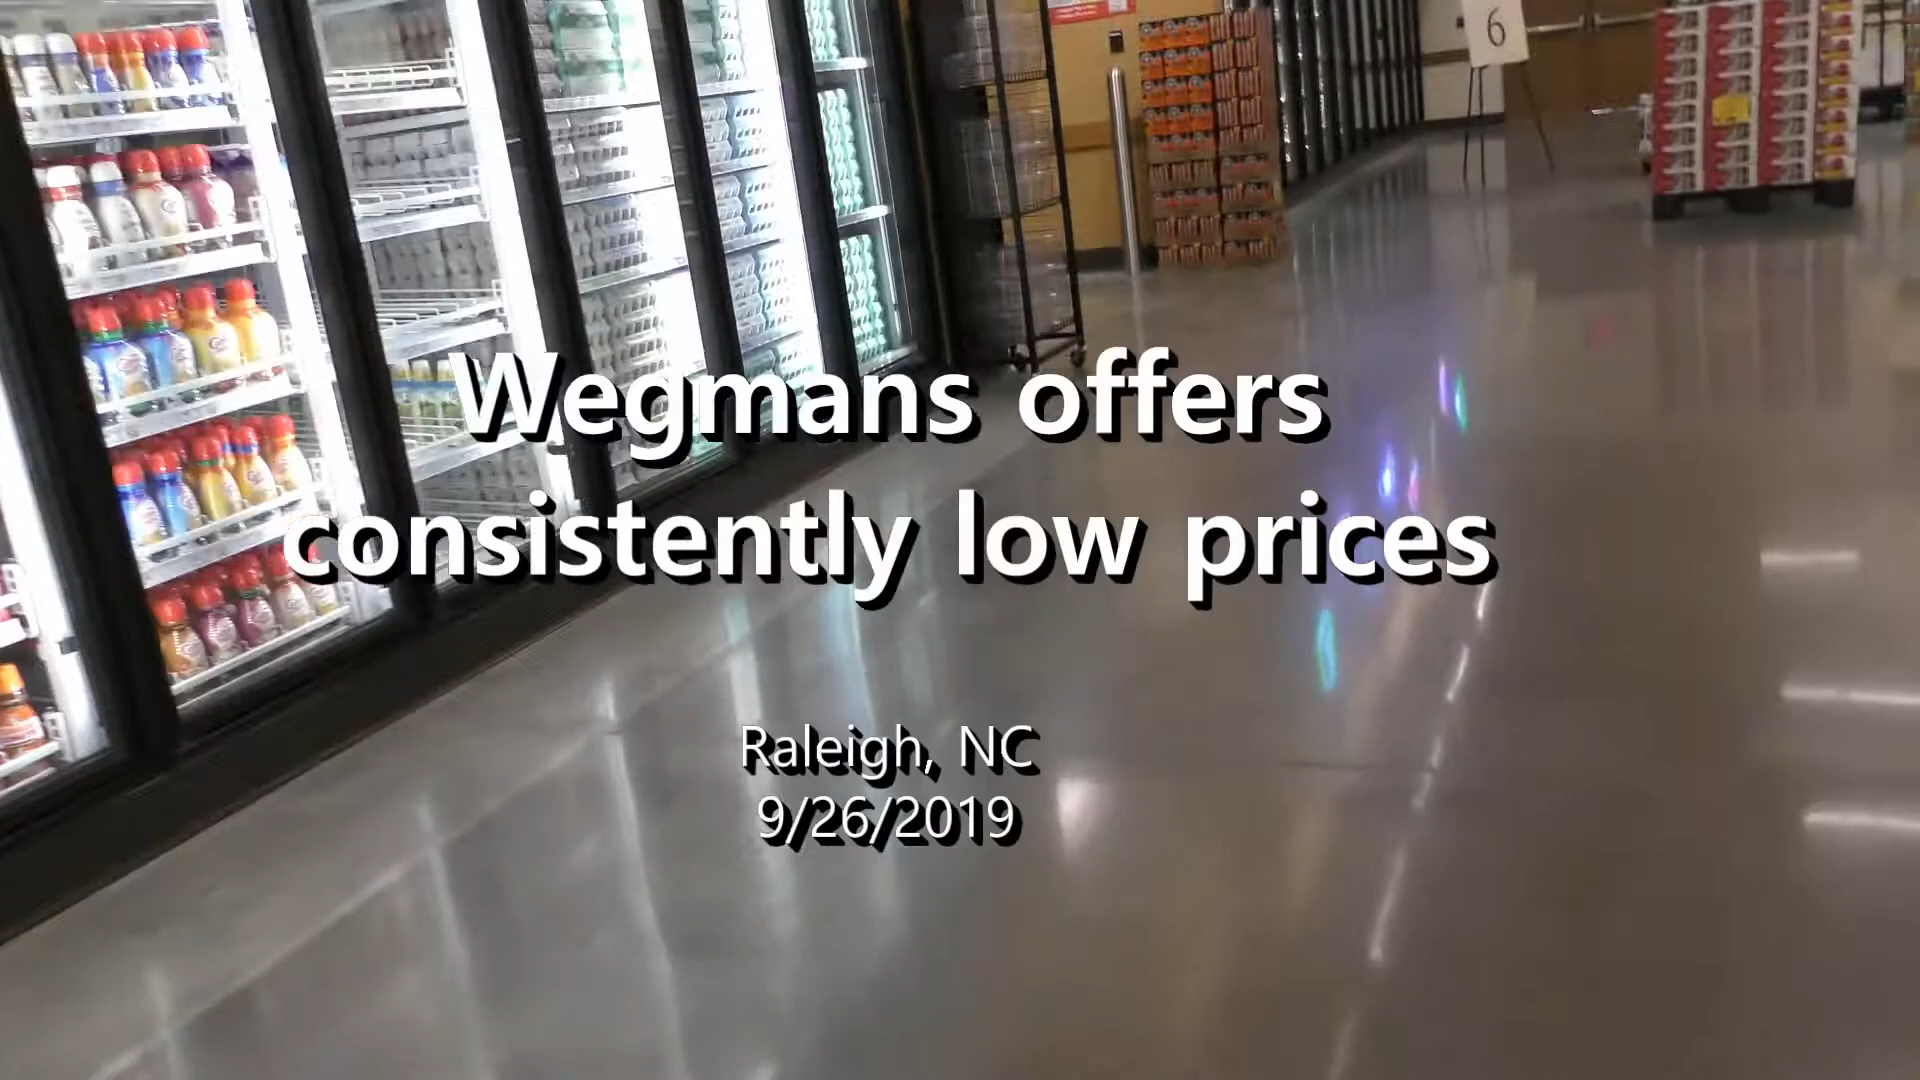 6
Wegmans offers
consistently low prices
Raleigh, NC
9/26/2019